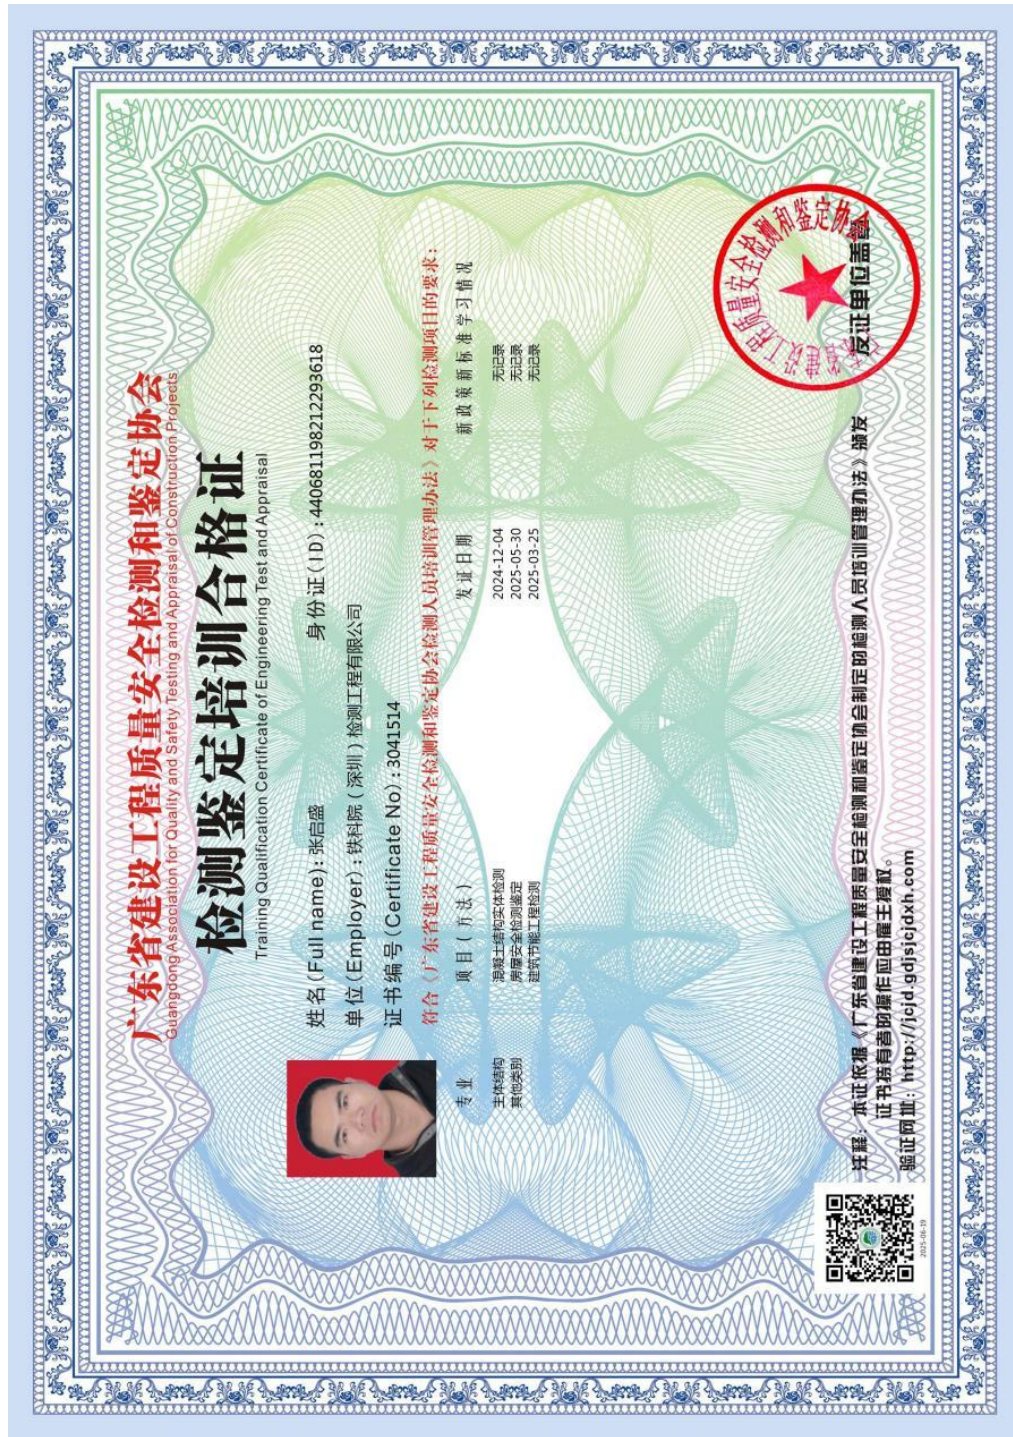 广东省建设工程质量安全检测和鉴定协会
Guangdong Association for Quality and Safety Testing and Appraisal of Construction Projects
检测鉴定培训合格证
Training Qualification Certificate of Engineering Test and Appraisal
姓名(Full name): 张启盛 身份证(ID): 440681198212293618
单位(Employer): 铁科院(深圳)检测工程有限公司
证书编号(Certificate No): 3041514
符合《广东省建设工程质量安全检测和鉴定协会检测人员培训管理办法》对于下列检测项目的要求:
专业 项目(方法) 发证日期 新政策新标准学习情况
主体结构 混凝土结构实体检测 2024-12-04 无记录
其他类别 房屋安全检测鉴定 2025-05-30 无记录
建筑节能工程检测 2025-03-25 无记录
注释: 本证依据《广东省建设工程质量安全检测和鉴定协会制定的检测人员培训管理办法》颁发
证书持有者的操作应由雇主授权。
验证网址: http://jcjd.gdjsjcjdxh.com
发证单位盖章
广东省建设工程质量安全检测和鉴定协会
2025-06-19